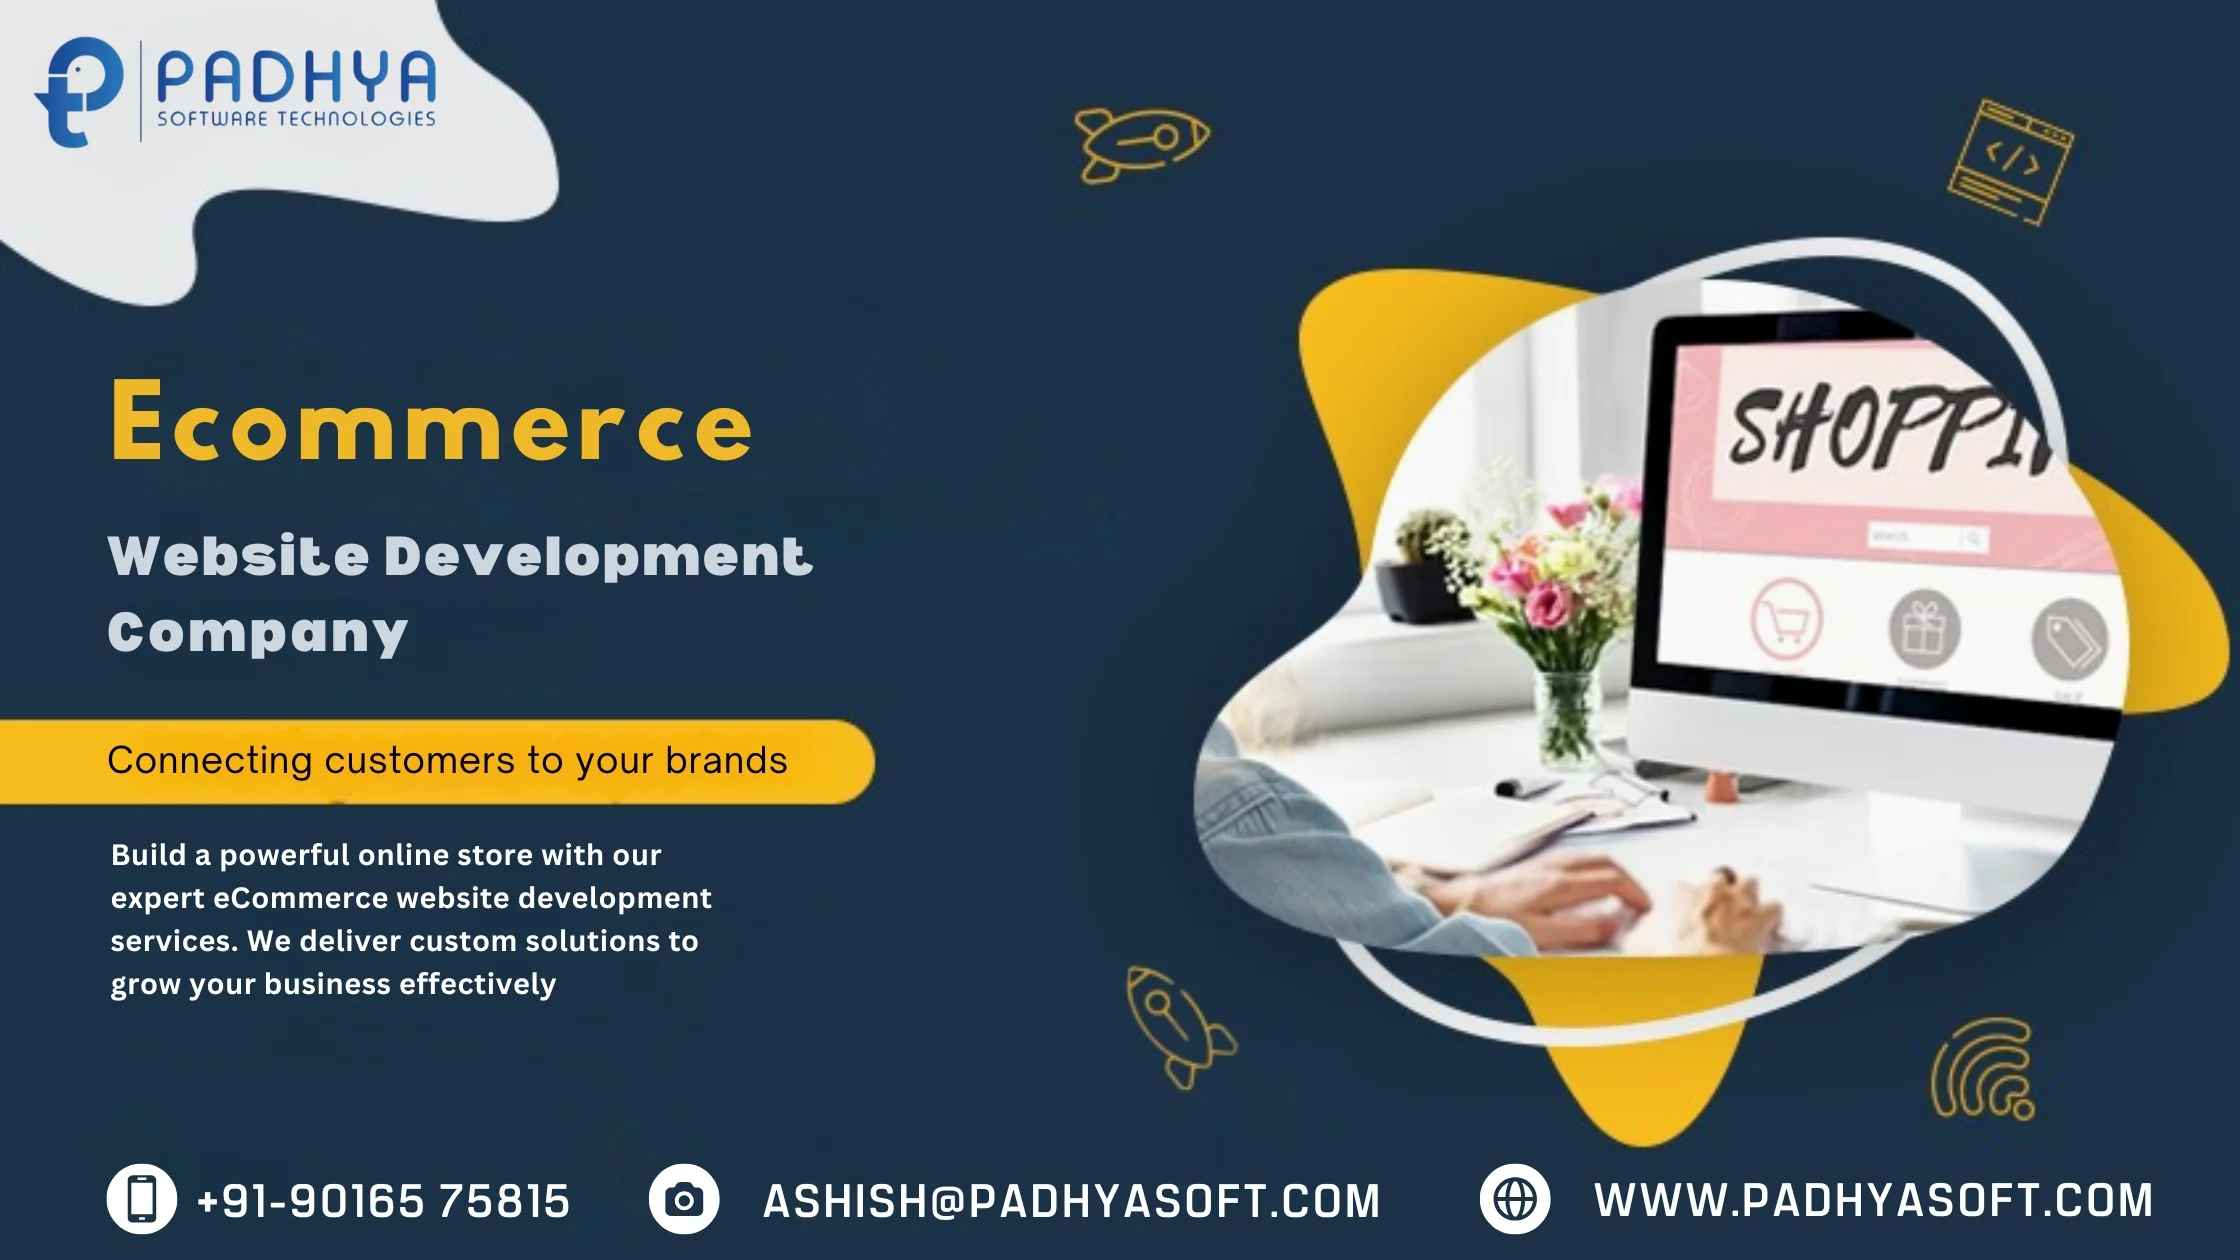 PADHYA
SOFTWARE TECHNOLOGIES
Ecommerce
Website Development
Company
Connecting customers to your brands
Build a powerful online store with our
expert eCommerce website development
services. We deliver custom solutions to
grow your business effectively
SHOPPIN
search
</>
+91-90165 75815
ASHISH@PADHYASOFT.COM
WWW.PADHYASOFT.COM